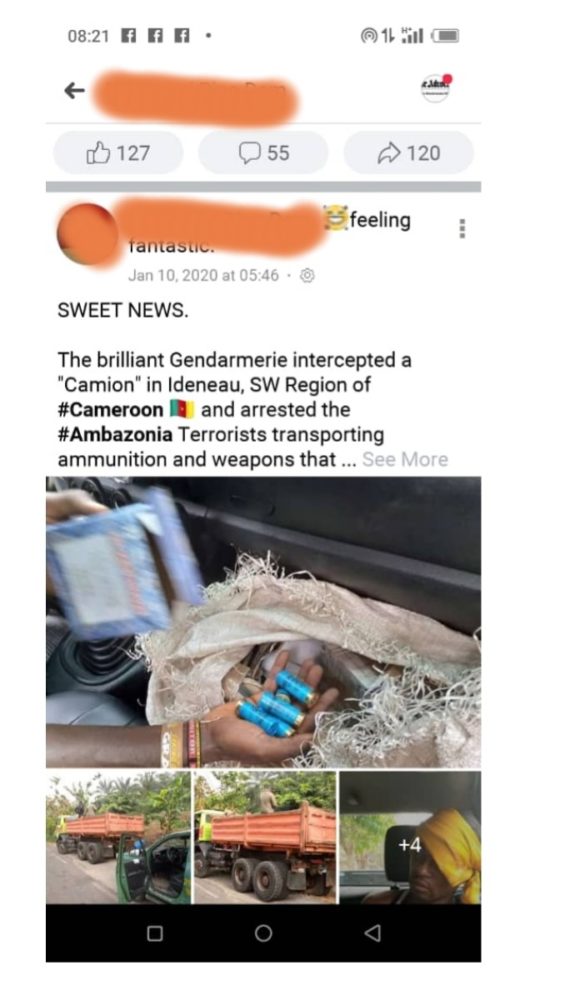 08:21
127 55 120
feeling
fantastic.
Jan 10, 2020 at 05:46 ·
SWEET NEWS.
The brilliant Gendarmerie intercepted a
"Camion" in Ideneau, SW Region of
#Cameroon 🇨🇲 and arrested the
#Ambazonia Terrorists transporting
ammunition and weapons that ... See More
+4